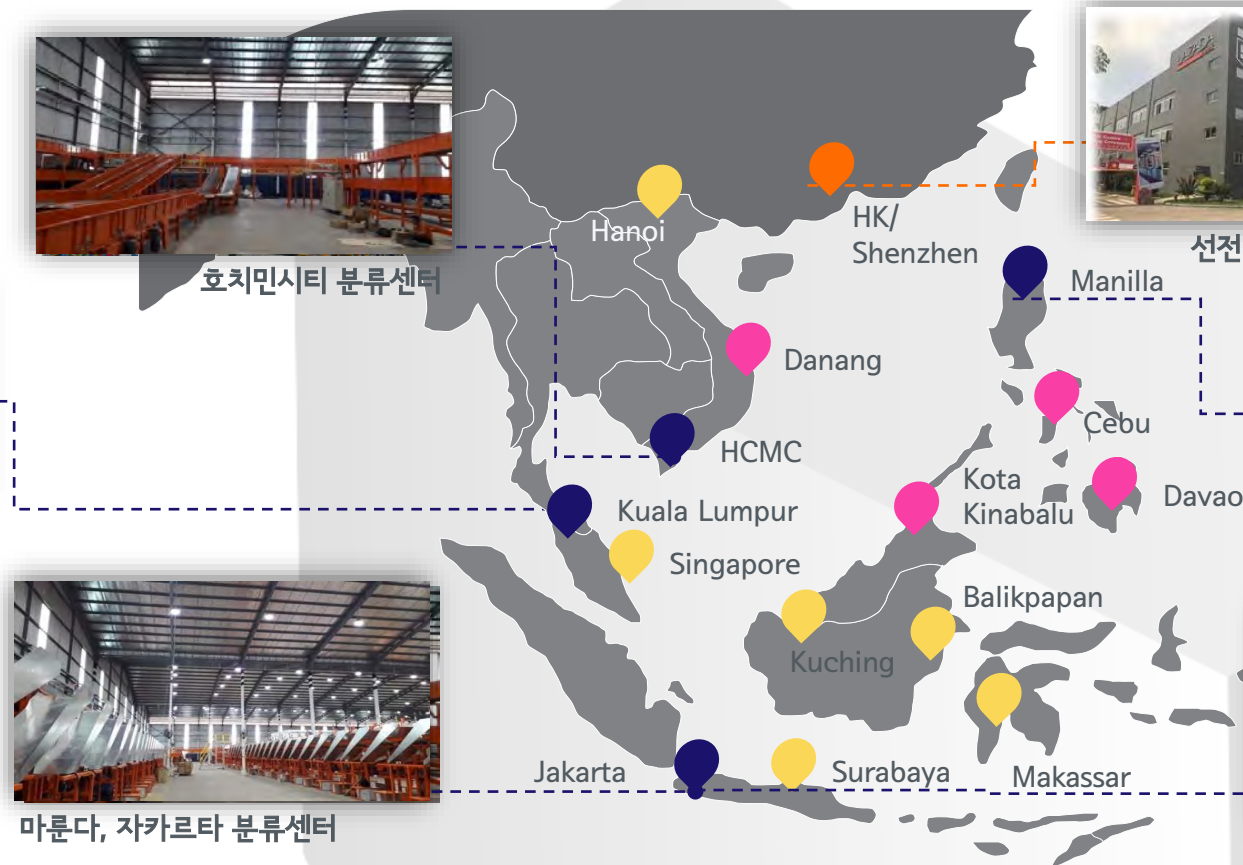 LAZADA
선전
Hanoi
HK/
Shenzhen
호치민시티 분류센터
Manilla
Danang
Cebu
HCMC
Kota
Kinabalu
Davao
Kuala Lumpur
Singapore
Balikpapan
Kuching
Jakarta
Surabaya
Makassar
마룬다, 자카르타 분류센터